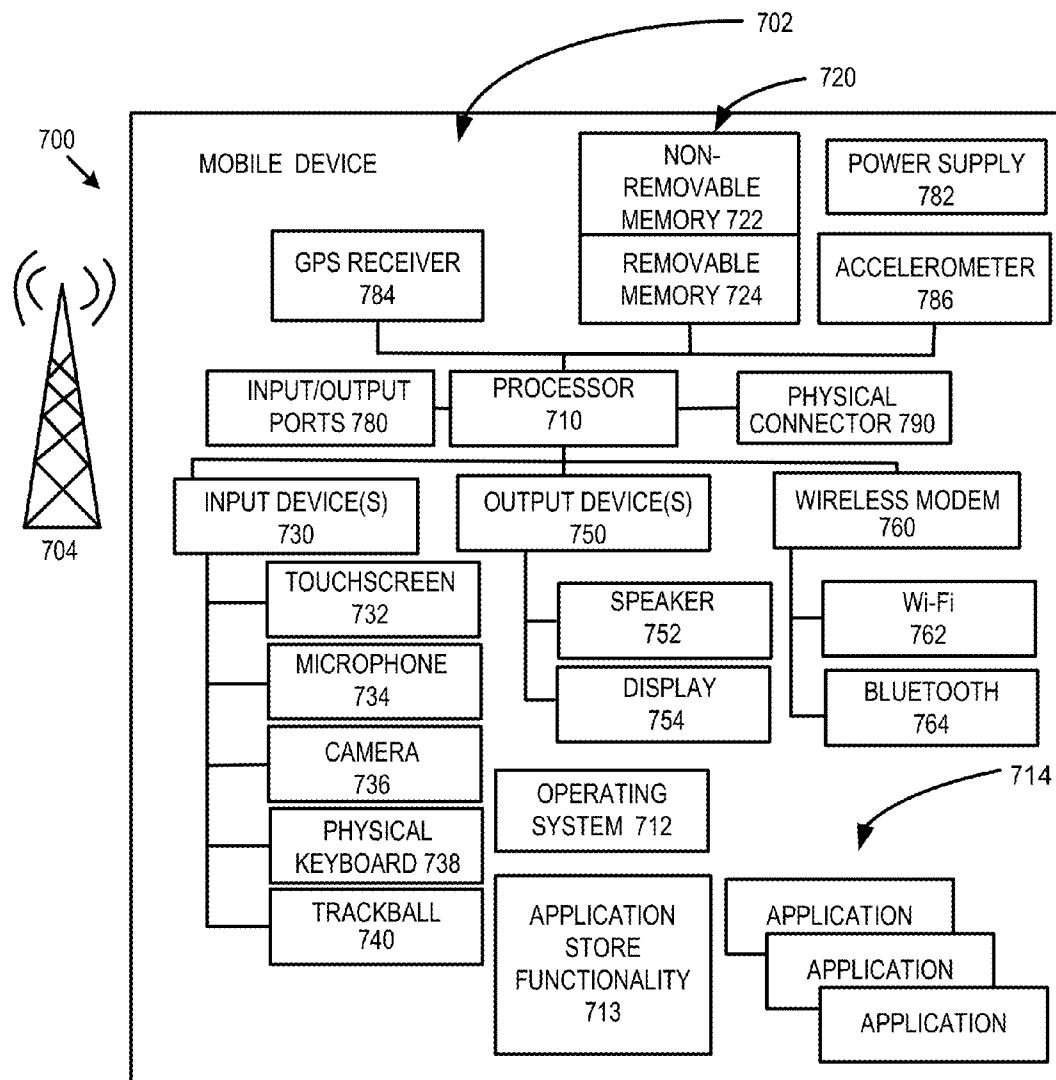 702
720
700
MOBILE DEVICE
NON-
REMOVABLE
MEMORY 722
POWER SUPPLY
782
GPS RECEIVER
784
REMOVABLE
MEMORY 724
ACCELEROMETER
786
INPUT/OUTPUT
PORTS 780
PROCESSOR
710
PHYSICAL
CONNECTOR 790
INPUT DEVICE(S)
730
OUTPUT DEVICE(S)
750
WIRELESS MODEM
760
704
TOUCHSCREEN
732
SPEAKER
752
Wi-Fi
762
MICROPHONE
734
DISPLAY
754
BLUETOOTH
764
CAMERA
736
OPERATING
SYSTEM 712
714
PHYSICAL
KEYBOARD 738
TRACKBALL
740
APPLICATION
STORE
FUNCTIONALITY
713
APPLICATION
APPLICATION
APPLICATION